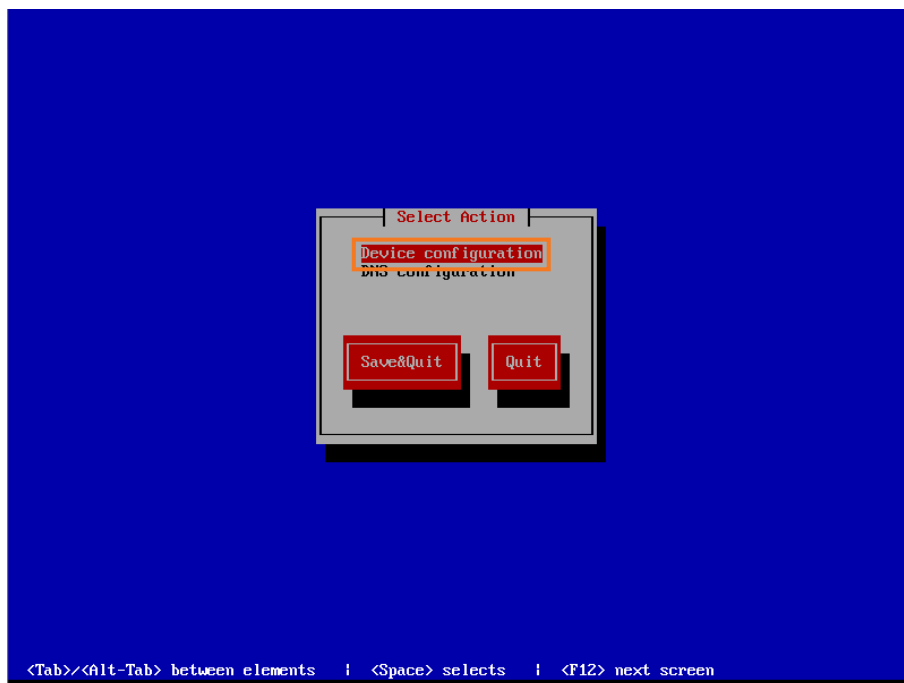 Select Action
Device configuration
DNS configuration
Save&Quit Quit
<Tab>/<Alt-Tab> between elements | <Space> selects | <F12> next screen